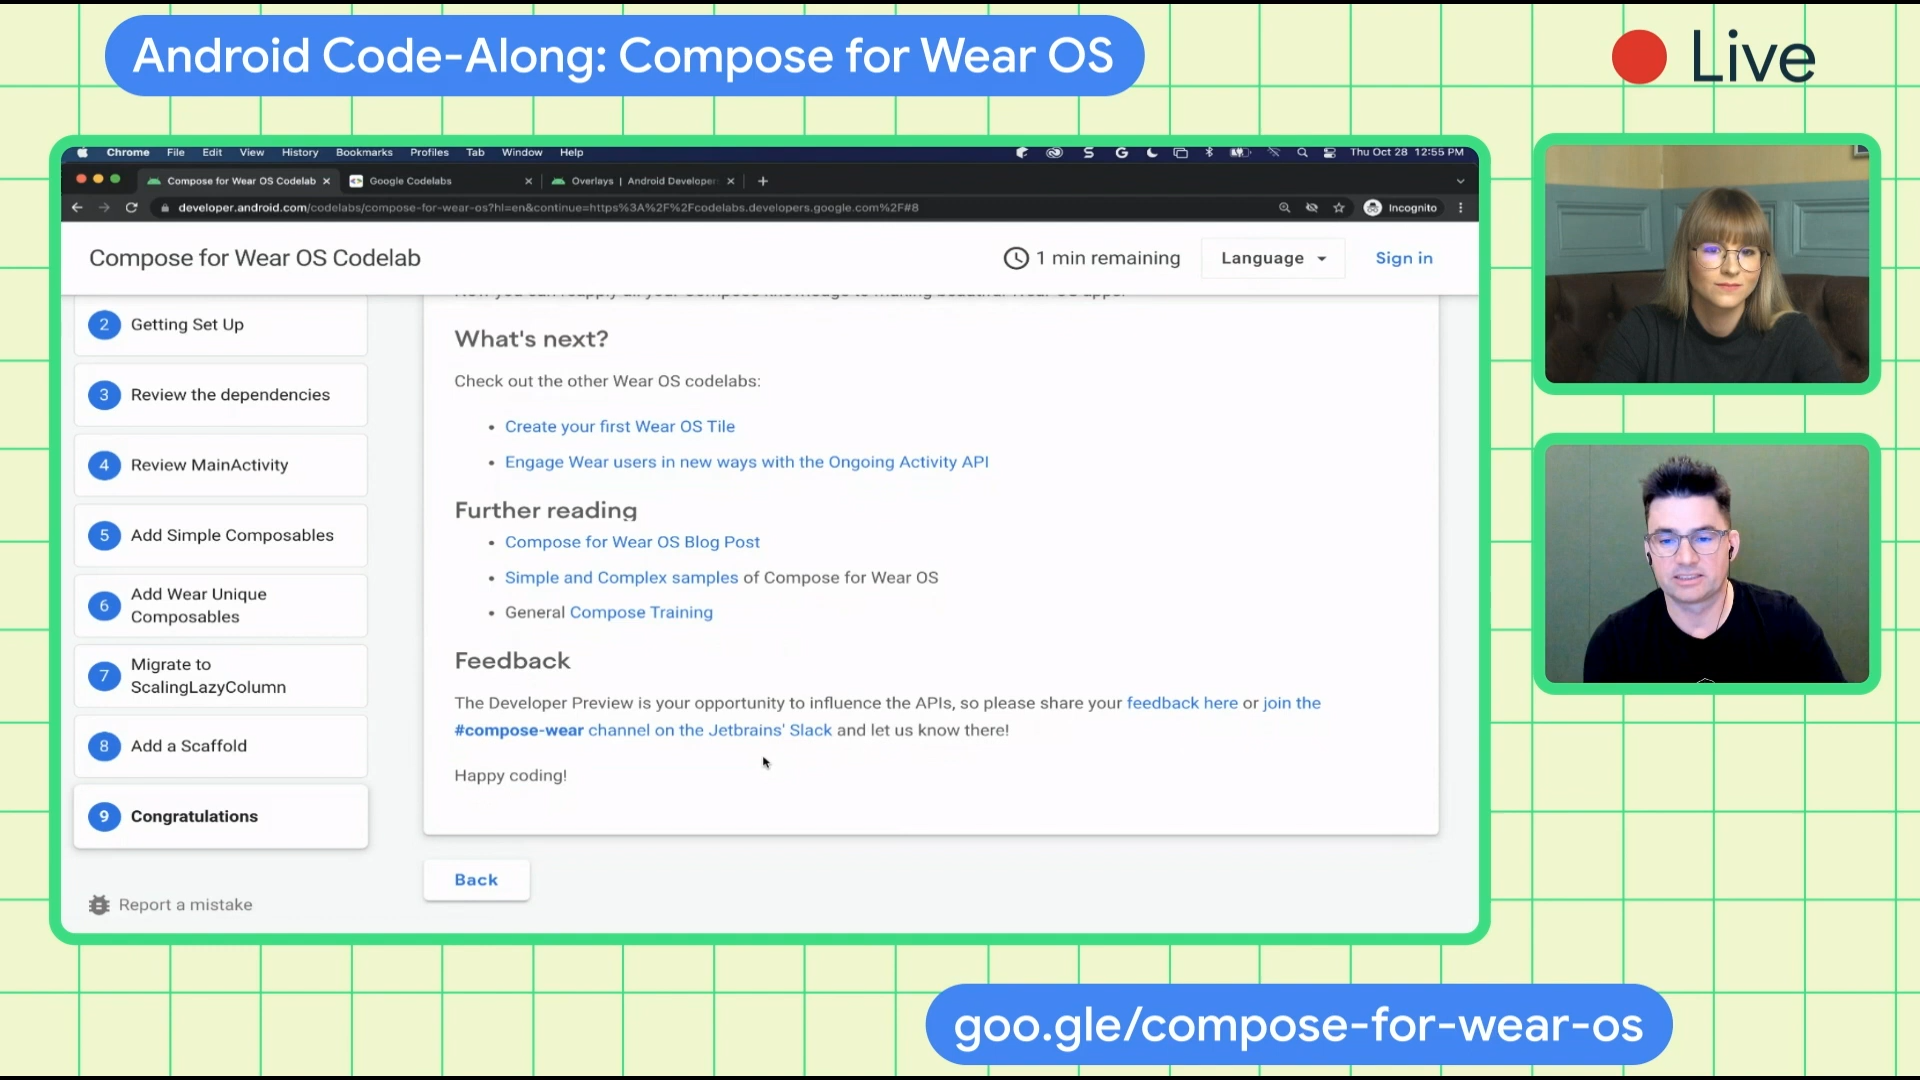 Android Code-Along: Compose for Wear OS
Live
Chrome File Edit View History Bookmarks Profiles Tab Window Help
Thu Oct 28 12:55 PM
Compose for Wear OS Codelab
Google Codelabs
Overlays | Android Developer
developer.android.com/codelabs/compose-for-wear-os?hl=en&continue=https%3A%2F%2Fcodelabs.developers.google.com%2F#8
Incognito
Compose for Wear OS Codelab
1 min remaining
Language
Sign in
2 Getting Set Up
3 Review the dependencies
4 Review MainActivity
5 Add Simple Composables
6 Add Wear Unique
Composables
7 Migrate to
ScalingLazyColumn
8 Add a Scaffold
9 Congratulations
Report a mistake
What's next?
Check out the other Wear OS codelabs:
• Create your first Wear OS Tile
• Engage Wear users in new ways with the Ongoing Activity API
Further reading
• Compose for Wear OS Blog Post
• Simple and Complex samples of Compose for Wear OS
• General Compose Training
Feedback
The Developer Preview is your opportunity to influence the APIs, so please share your feedback here or join the
#compose-wear channel on the Jetbrains' Slack and let us know there!
Happy coding!
Back
goo.gle/compose-for-wear-os